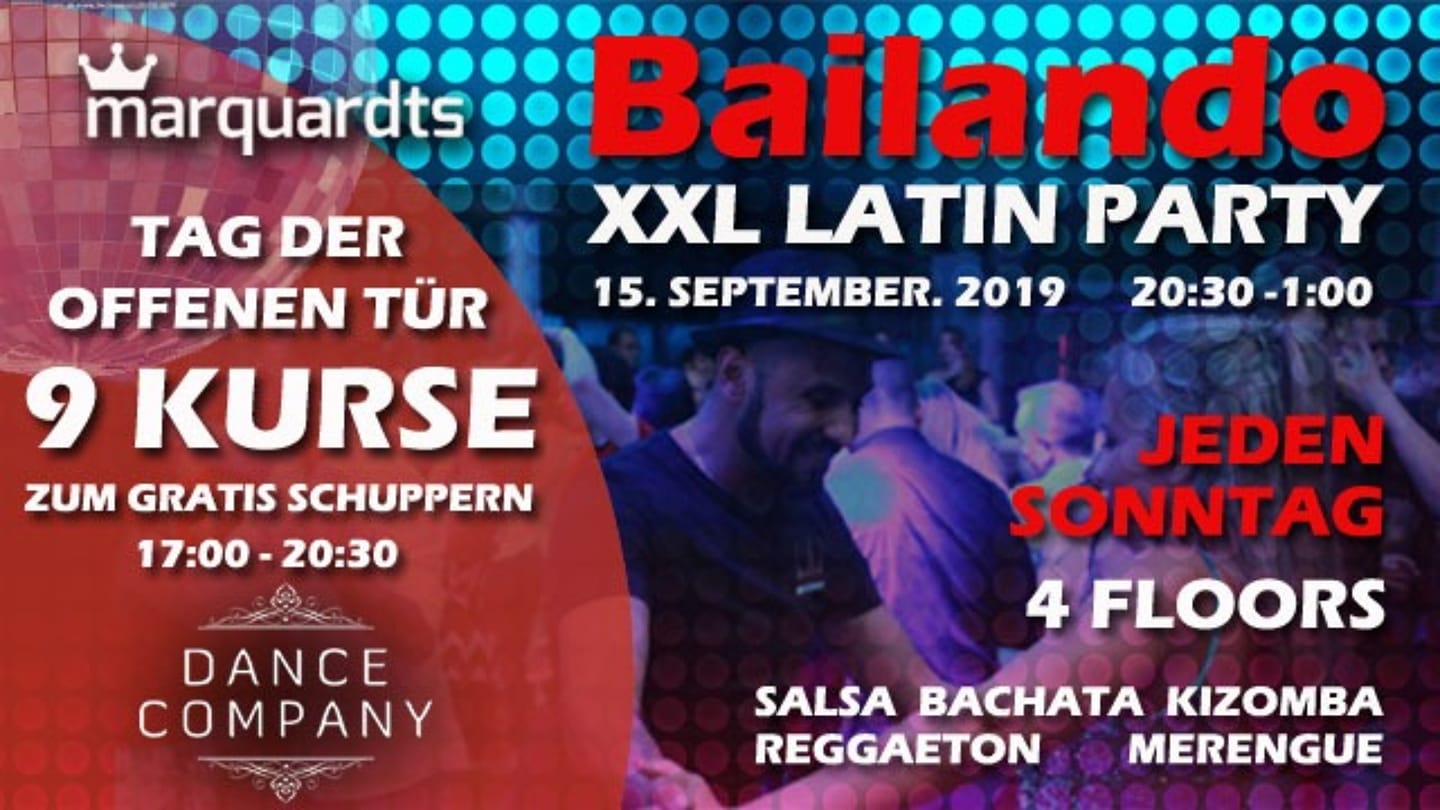 marquardts
TAG DER
OFFENEN TÜR
9 KURSE
ZUM GRATIS SCHUPPERN
17:00 - 20:30
DANCE
COMPANY
Bailando
XXL LATIN PARTY
15. SEPTEMBER. 2019 20:30 -1:00
JEDEN
SONNTAG
4 FLOORS
SALSA BACHATA KIZOMBA
REGGAETON MERENGUE